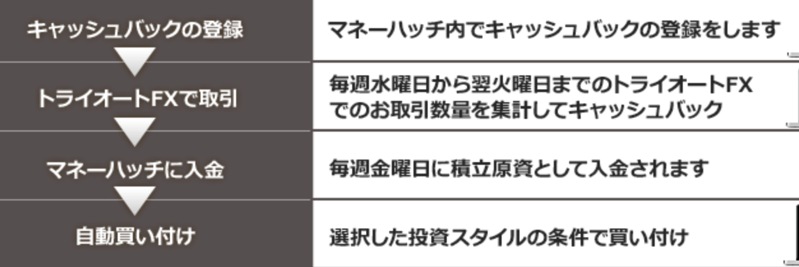 キャッシュバックの登録
マネーハッチ内でキャッシュバックの登録をします
トライオートFXで取引
毎週水曜日から翌火曜日までのトライオートFX
でのお取引数量を集計してキャッシュバック
マネーハッチに入金
毎週金曜日に積立原資として入金されます
自動買い付け
選択した投資スタイルの条件で買い付け